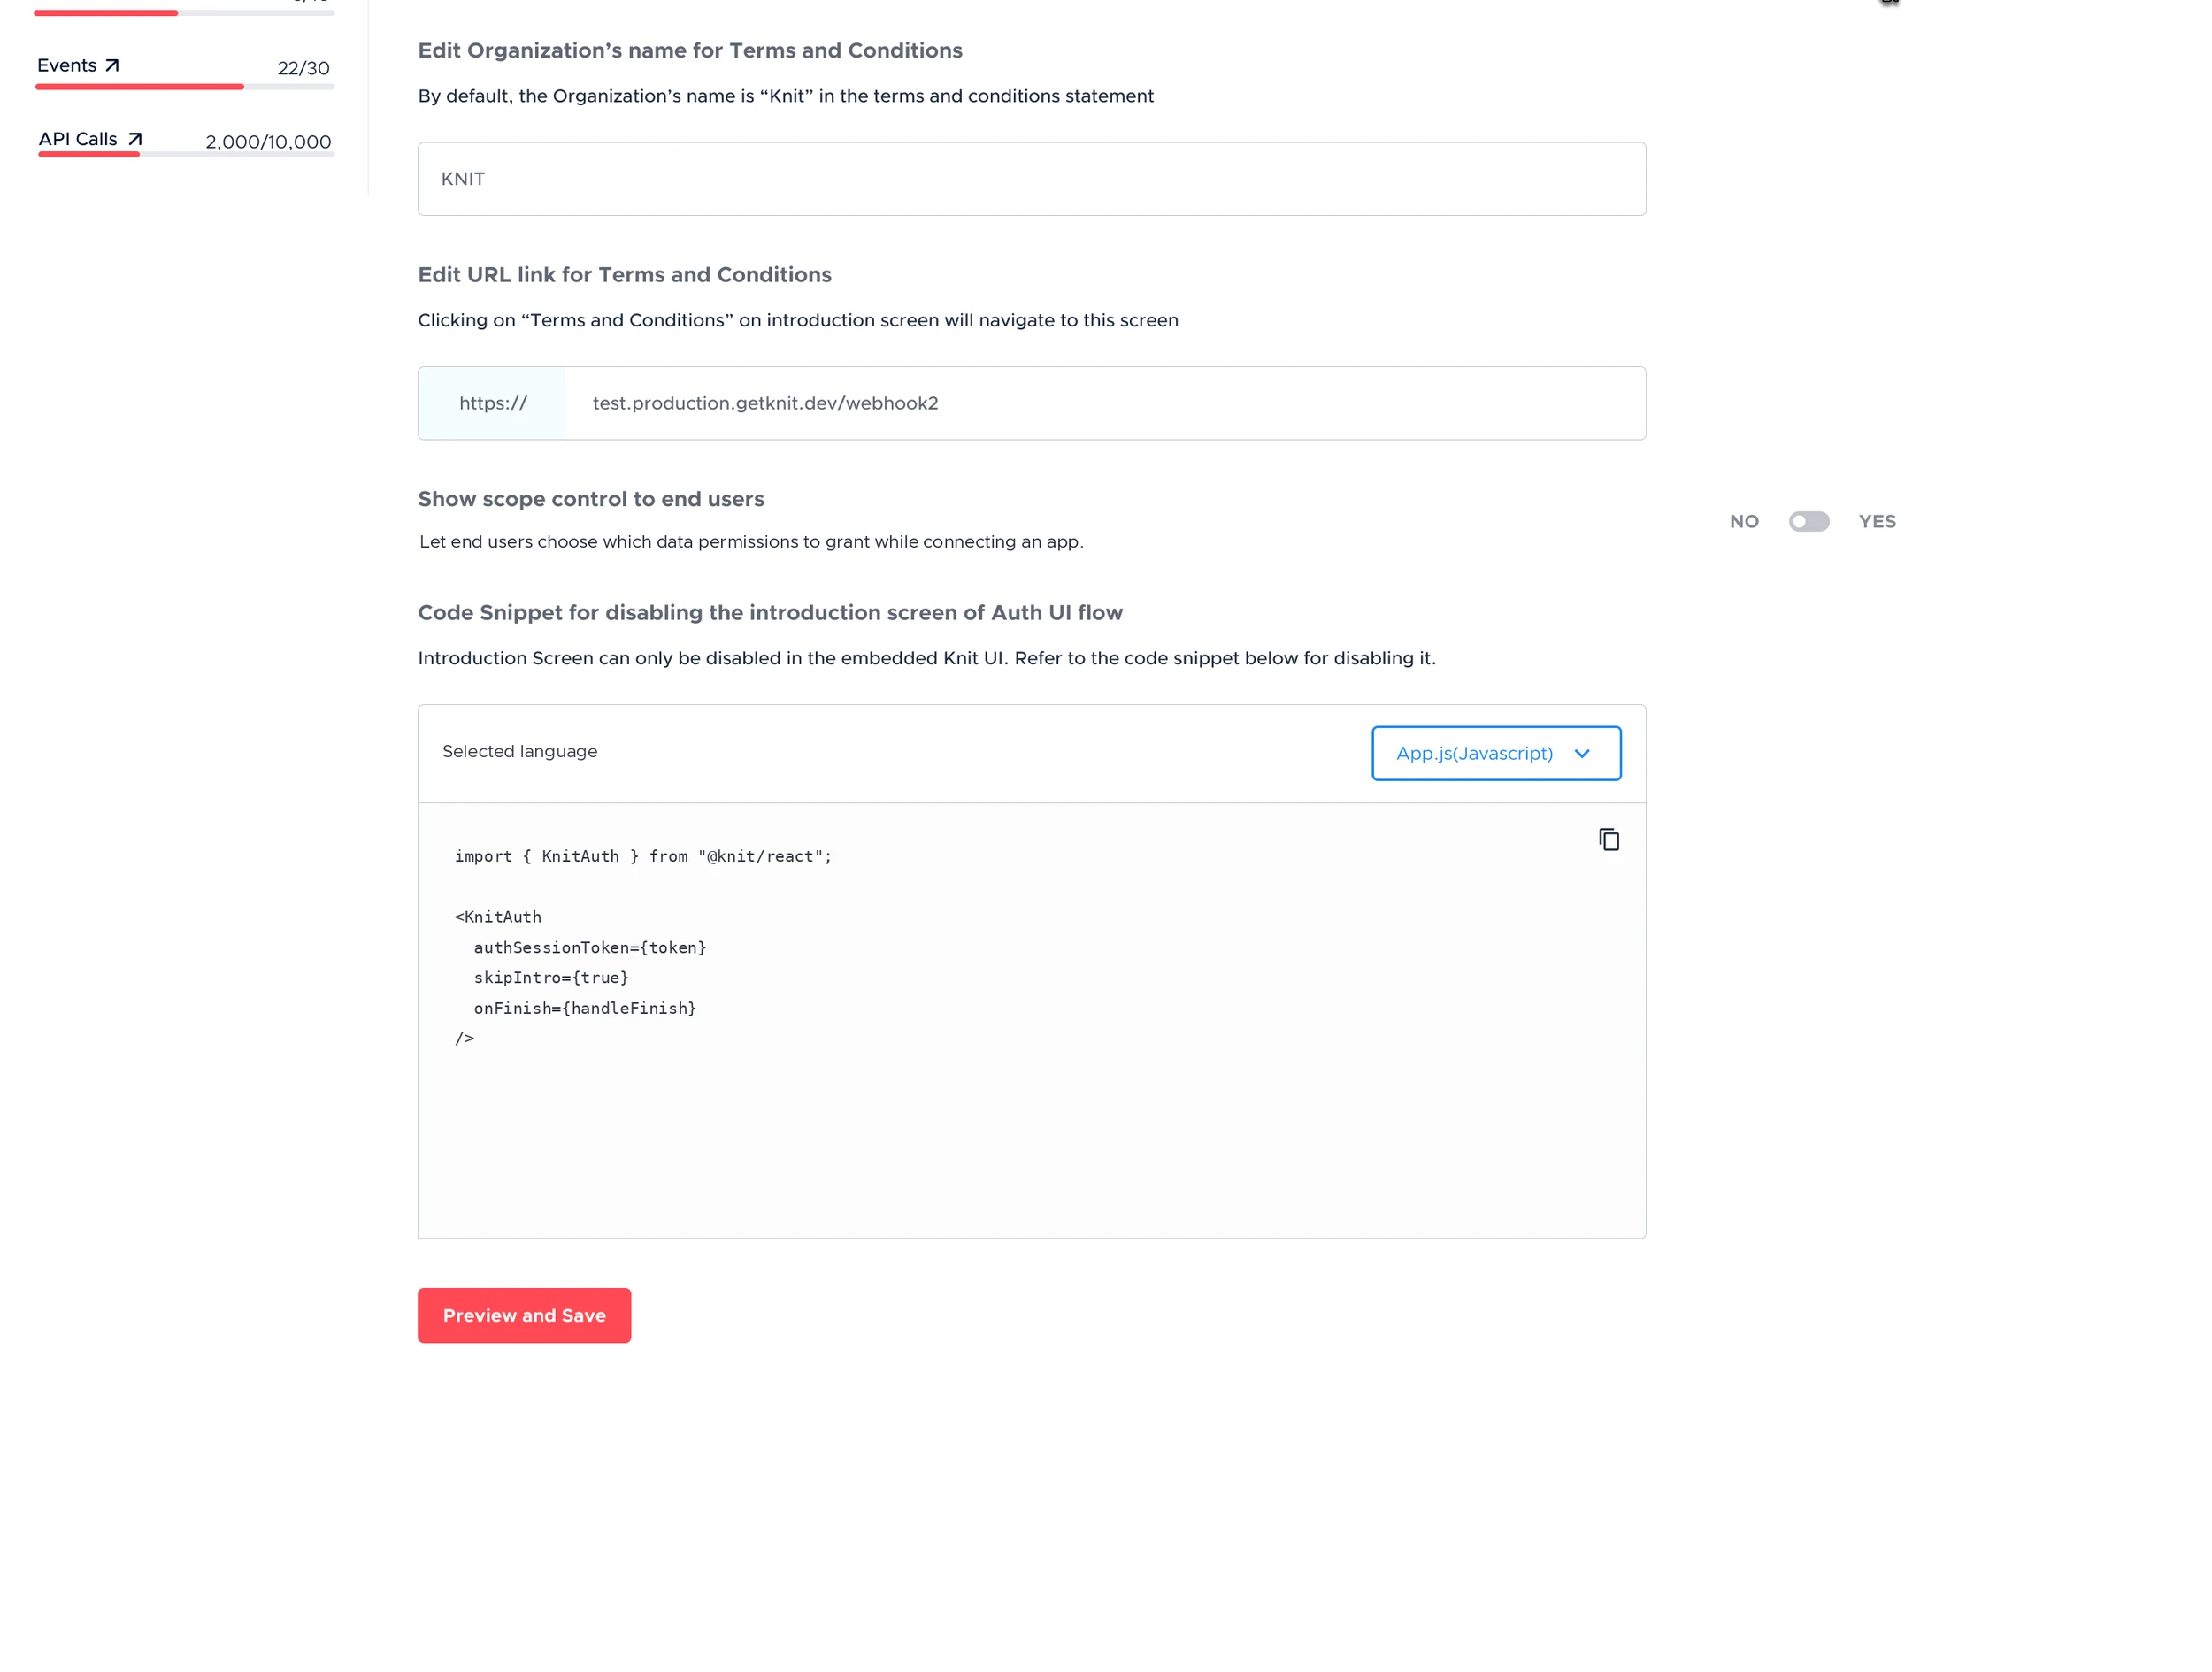 Events
22/30
API Calls
2,000/10,000
Edit Organization’s name for Terms and Conditions
By default, the Organization’s name is “Knit” in the terms and conditions statement
KNIT
Edit URL link for Terms and Conditions
Clicking on “Terms and Conditions” on introduction screen will navigate to this screen
https://
test.production.getknit.dev/webhook2
Show scope control to end users
Let end users choose which data permissions to grant while connecting an app.
NO
YES
Code Snippet for disabling the introduction screen of Auth UI flow
Introduction Screen can only be disabled in the embedded Knit UI. Refer to the code snippet below for disabling it.
Selected language
App.js(Javascript)
import { KnitAuth } from "@knit/react";
<KnitAuth
authSessionToken={token}
skipIntro={true}
onFinish={handleFinish}
/>
Preview and Save